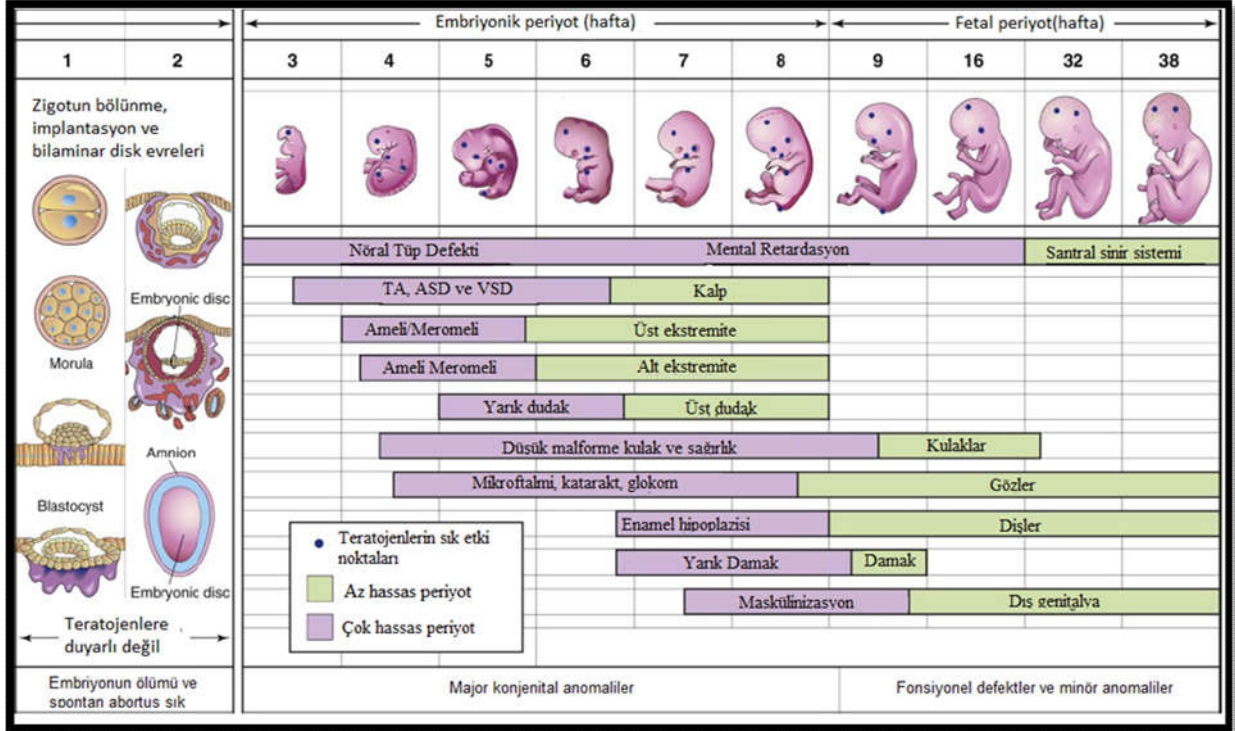 Embriyonik periyot (hafta)
Fetal periyot(hafta)
1 2 3 4 5 6 7 8 9 16 32 38
Zigotun bölünme,
implantasyon ve
bilaminar disk evreleri
Embryonic disc
Morula
Amnion
Blastocyst
Embryonic disc
Teratojenlere
duyarlı değil
Embriyonun ölümü ve
spontan abortus sık
Nöral Tüp Defekti Mental Retardasyon Santral sinir sistemi
TA, ASD ve VSD Kalp
Ameli/Meromeli Üst ekstremite
Ameli Meromeli Alt ekstremite
Yarık dudak Üst dudak
Düşük malforme kulak ve sağırlık Kulaklar
Mikroftalmi, katarakt, glokom Gözler
Enamel hipoplazisi Dişler
Yarık Damak Damak
Maskülinizasyon Dış genitalya
Teratojenlerin sık etki
noktaları
Az hassas periyot
Çok hassas periyot
Major konjenital anomaliler
Fonsiyonel defektler ve minör anomaliler